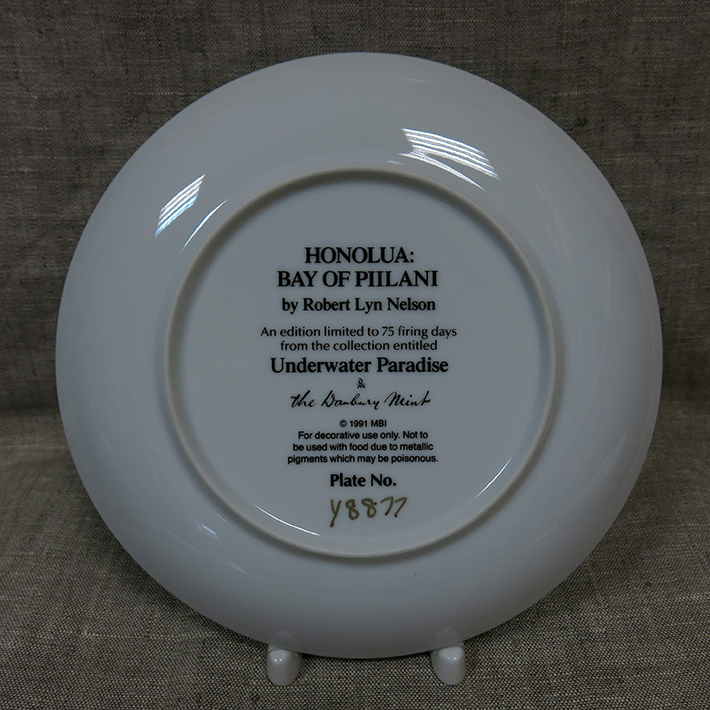 HONOLUA:
BAY OF PIILANI
by Robert Lyn Nelson
An edition limited to 75 firing days
from the collection entitled
Underwater Paradise
the Danbury Mint
© 1991 MBI
For decorative use only. Not to
be used with food due to metallic
pigments which may be poisonous.
Plate No.
Y8877